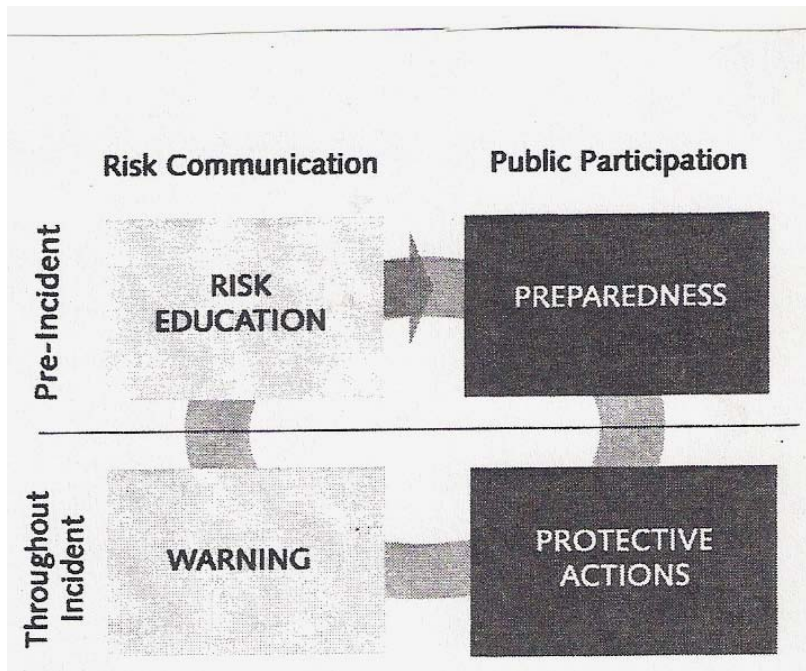 Risk Communication
Public Participation
Pre-Incident
RISK
EDUCATION
PREPAREDNESS
Throughout
Incident
WARNING
PROTECTIVE
ACTIONS